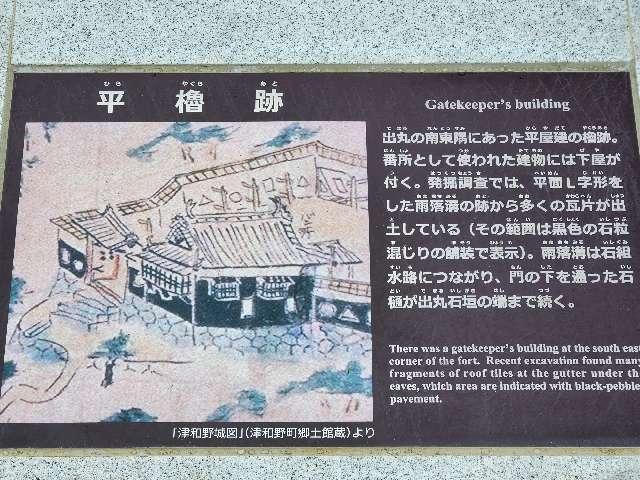 平櫓跡
Gatekeeper's building
出丸の南東隅にあった平屋建の櫓跡。
番所として使われた建物には下屋が
付く。発掘調査では、平面L字形を
した雨落溝の跡から多くの瓦片が出
土している（その範囲は黒色の石粒
混じりの舗装で表示）。雨落溝は石組
水路につながり、門の下を通った石
樋が出丸石垣の端まで続く。
There was a gatekeeper's building at the south eas
corner of the fort. Recent excavation found man
fragments of roof tiles at the gutter under th
eaves, which area are indicated with black-pebble
pavement.
「津和野城図」（津和野町郷土館蔵）より